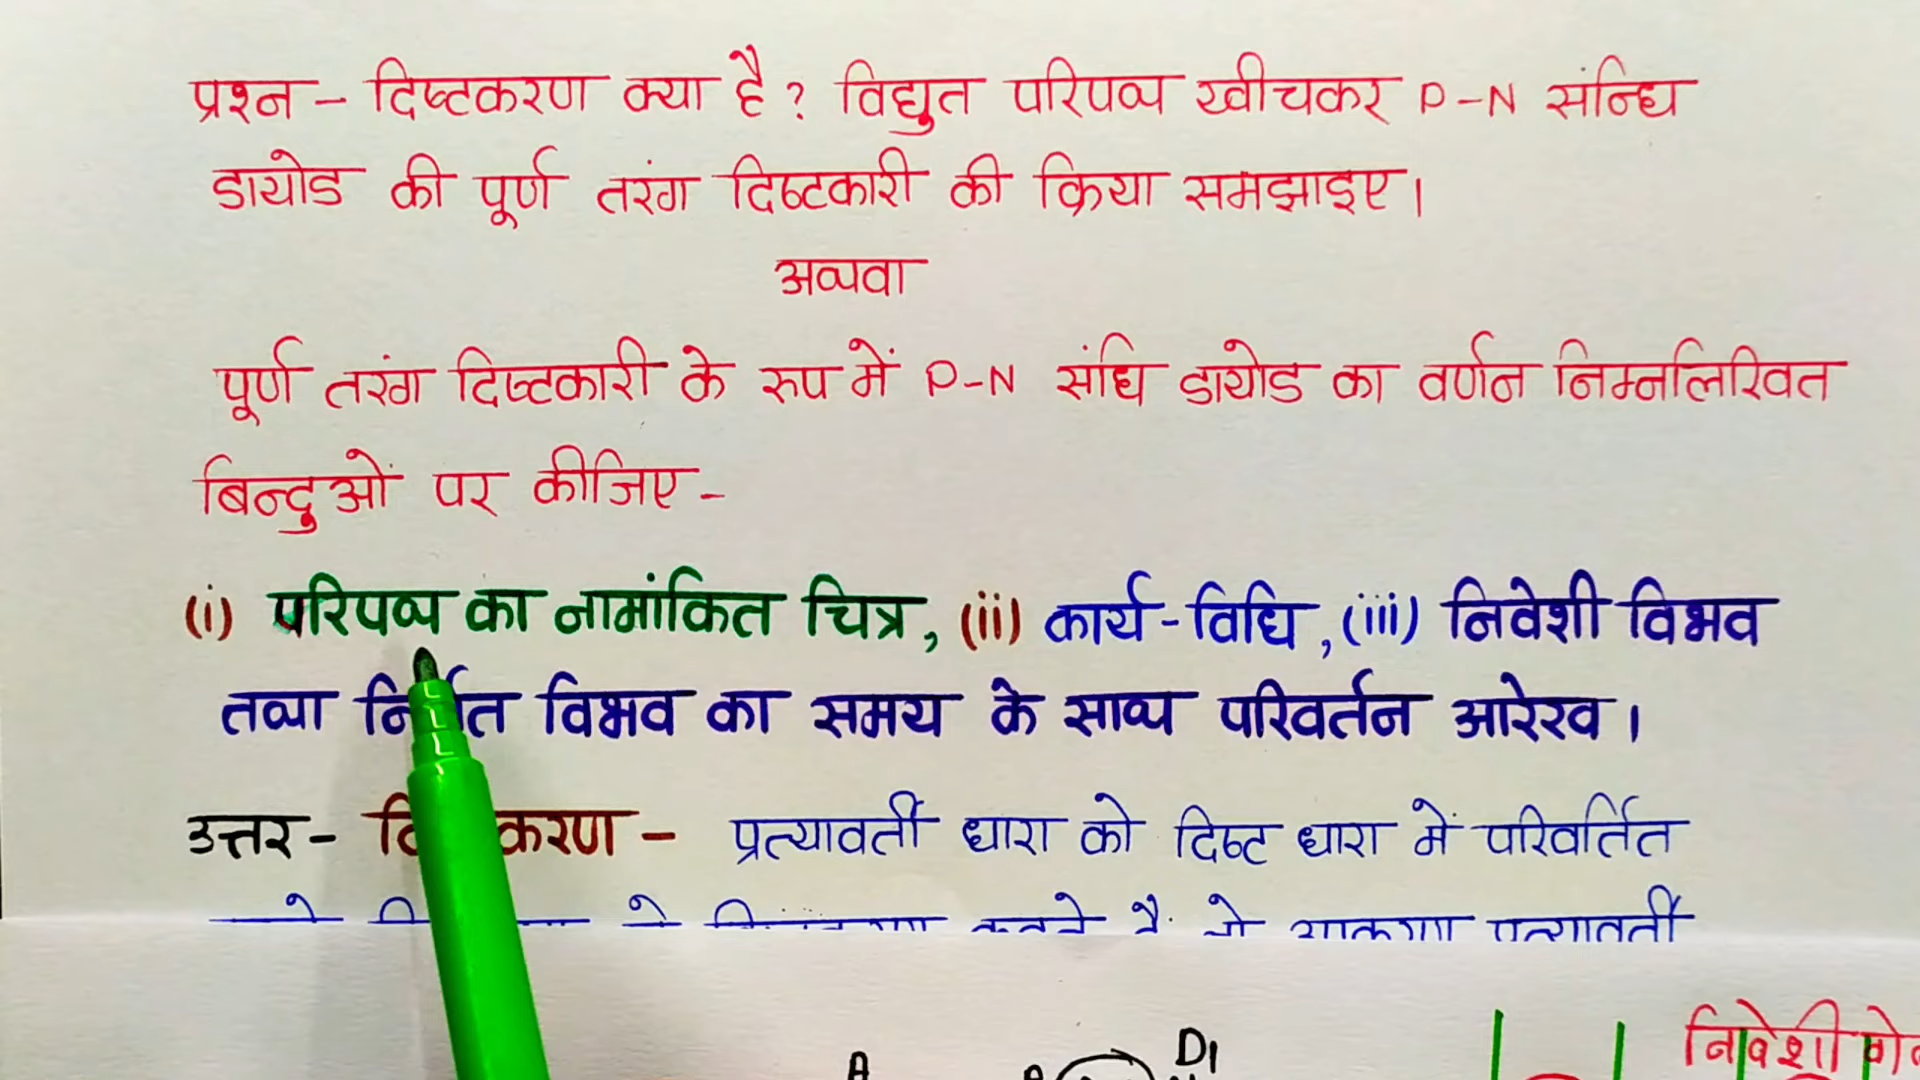 प्रश्न - दिष्टकरण क्या है? विद्युत परिपथ खीचकर P-N संन्धि
डायोड की पूर्ण तरंग दिष्टकारी की क्रिया समझाइए।
अथवा
पूर्ण तरंग दिष्टकारी के रूप में P-N संधि डायोड का वर्णन निम्नलिखित
बिन्दुओं पर कीजिए-
(i) परिपथ का नामांकित चित्र, (ii) कार्य-विधि, (iii) निवेशी विभव
तथा विभव का समय के साथ परिवर्तन आरेख।
उत्तर- - प्रत्यावर्ती धारा को दिष्ट धारा में परिवर्तित
A D1
निवेशी